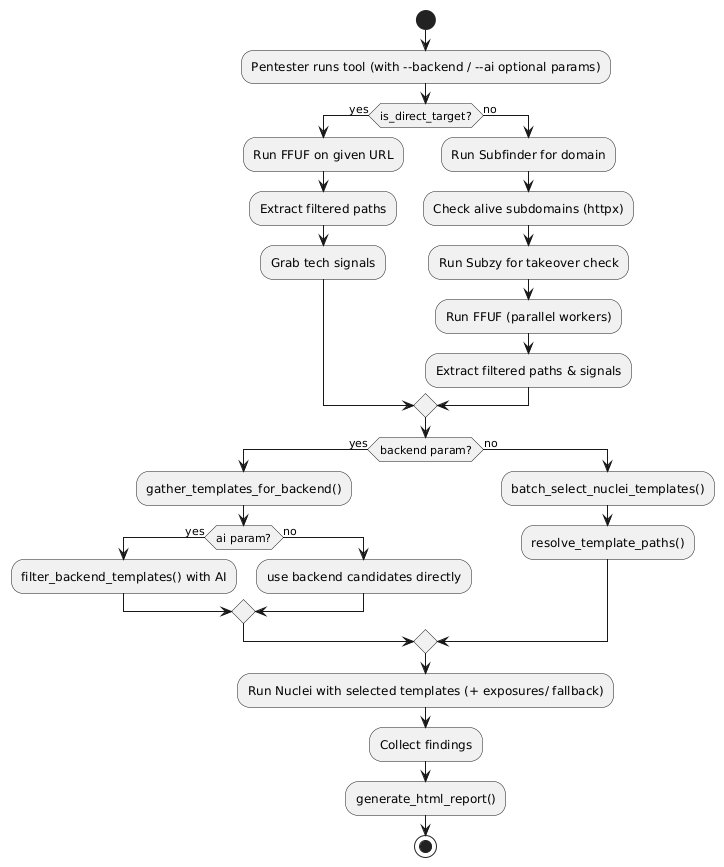 Pentester runs tool (with --backend / --ai optional params)
yes
is_direct_target?
no
Run FFUF on given URL
Extract filtered paths
Grab tech signals
Run Subfinder for domain
Check alive subdomains (httpx)
Run Subzy for takeover check
Run FFUF (parallel workers)
Extract filtered paths & signals
yes
backend param?
no
gather_templates_for_backend()
yes
ai param?
no
filter_backend_templates() with AI
use backend candidates directly
batch_select_nuclei_templates()
resolve_template_paths()
Run Nuclei with selected templates (+ exposures/ fallback)
Collect findings
generate_html_report()